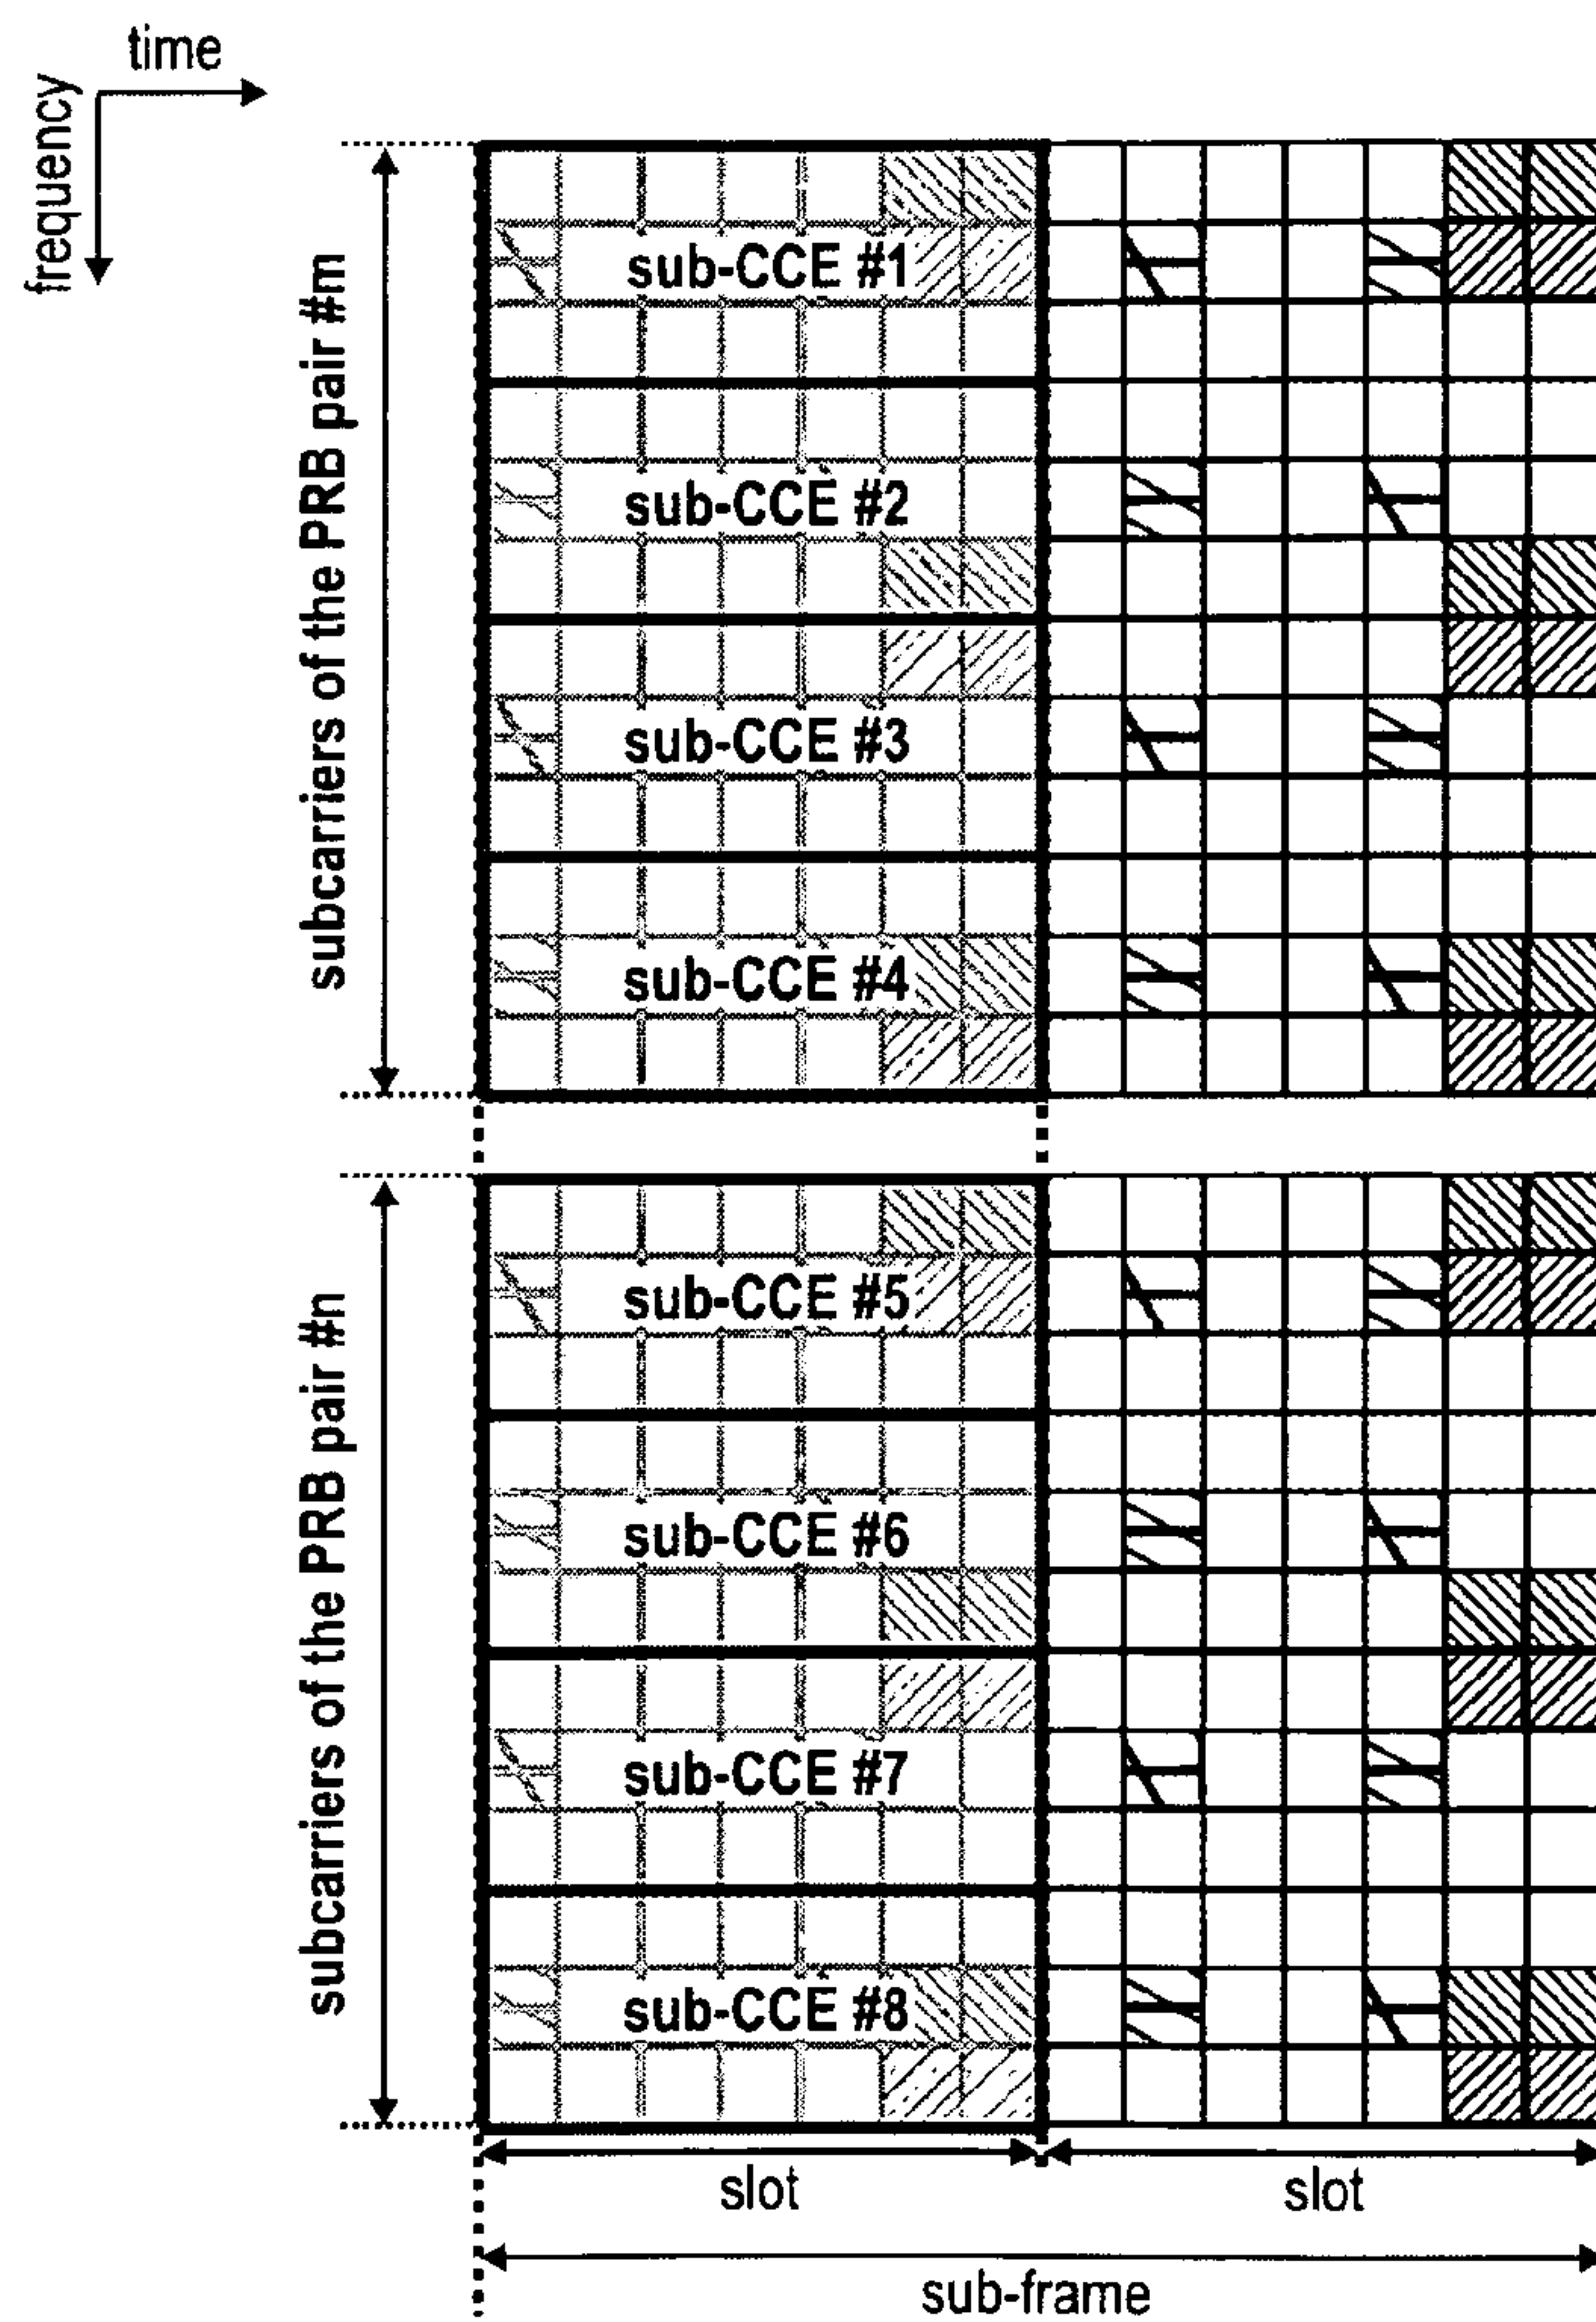 time
frequency
subcarriers of the PRB pair #m
sub-CCE #1
sub-CCE #2
sub-CCE #3
sub-CCE #4
subcarriers of the PRB pair #n
sub-CCE #5
sub-CCE #6
sub-CCE #7
sub-CCE #8
slot
slot
sub-frame